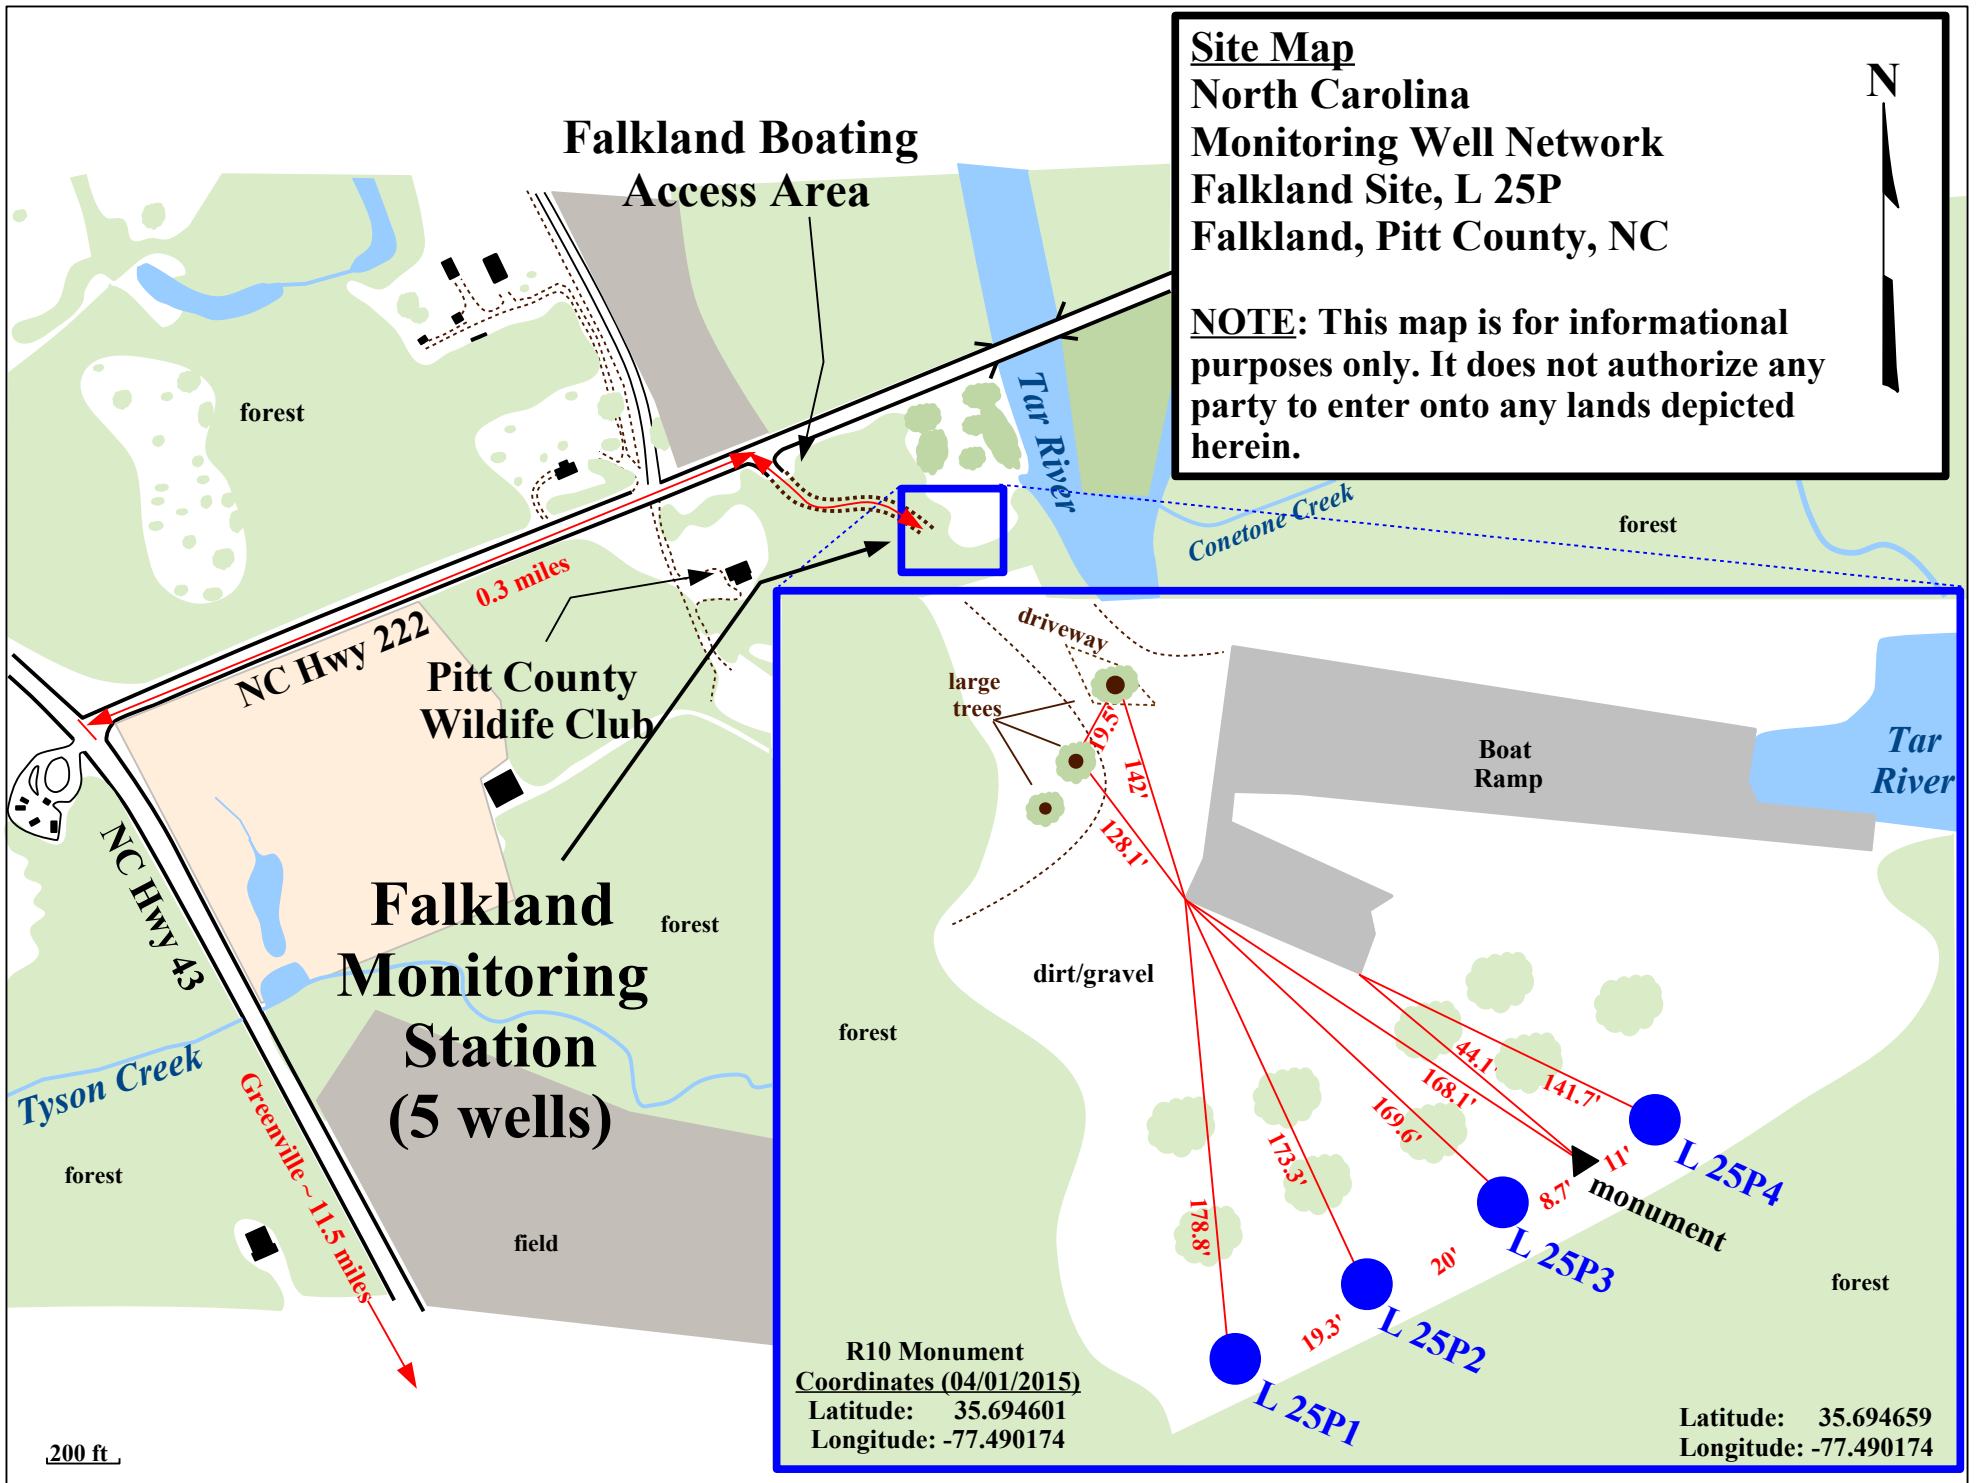 Site Map
North Carolina
Monitoring Well Network
Falkland Site, L 25P
Falkland, Pitt County, NC
NOTE: This map is for informational
purposes only. It does not authorize any
party to enter onto any lands depicted
herein.
N
Falkland Boating
Access Area
forest
Tar River
Conetone Creek
forest
0.3 miles
NC Hwy 222
Pitt County
Wildife Club
NC Hwy 43
Falkland
Monitoring
Station
(5 wells)
forest
Tyson Creek
Greenville ~ 11.5 miles
forest
field
200 ft
driveway
large
trees
19.5'
142'
128.1'
Boat
Ramp
Tar
River
dirt/gravel
forest
44.1'
168.1'
141.7'
169.6'
173.3'
178.8'
11'
8.7'
20'
19.3'
L 25P4
monument
L 25P3
L 25P2
L 25P1
forest
R10 Monument
Coordinates (04/01/2015)
Latitude: 35.694601
Longitude: -77.490174
Latitude: 35.694659
Longitude: -77.490174